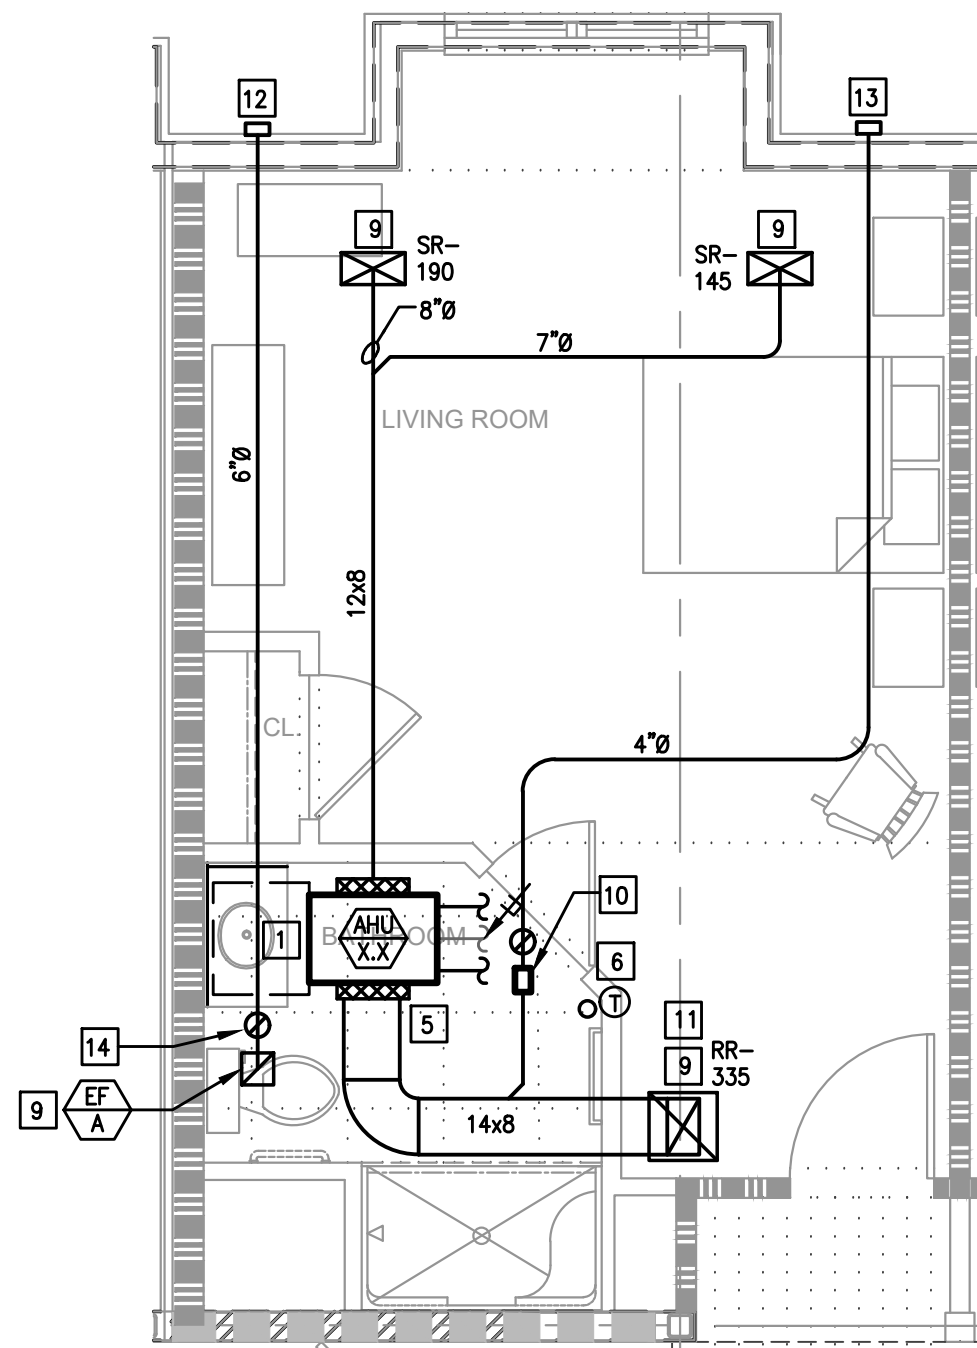 12
13
9
SR-
190
9
SR-
145
8"Ø
7"Ø
LIVING ROOM
6"Ø
12x8
CL.
4"Ø
10
1
BATHROOM
AHU
X.X
6
T
5
11
14
9
RR-
335
9
EF
A
14x8